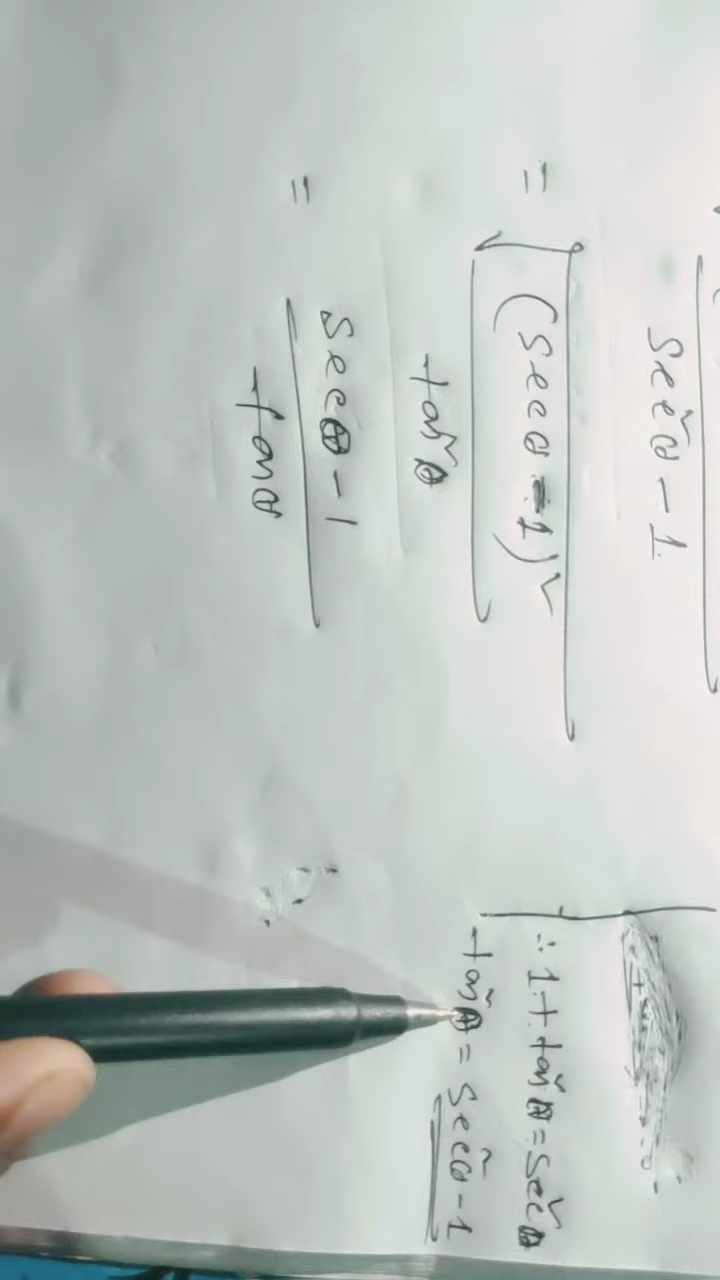 sec²θ - 1
= √(secθ - 1)²
tan²θ
= secθ - 1
tanθ
∴ 1 + tan²θ = sec²θ
tan²θ = sec²θ - 1